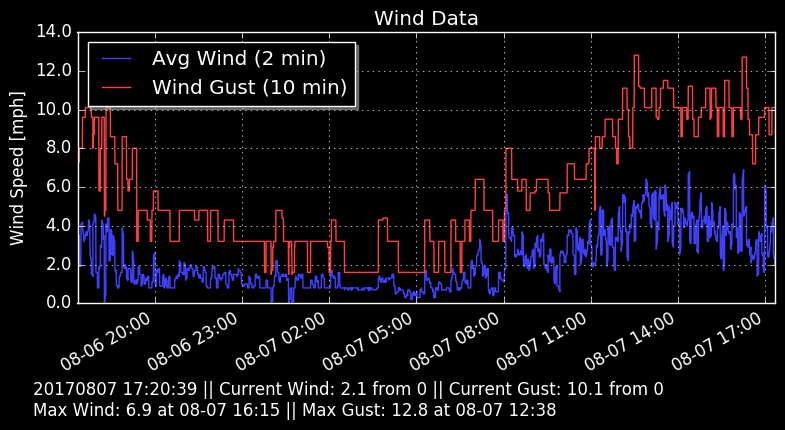 Wind Data
14.0
12.0
10.0
8.0
6.0
4.0
2.0
0.0
Wind Speed [mph]
Avg Wind (2 min)
Wind Gust (10 min)
08-06 20:00
08-06 23:00
08-07 02:00
08-07 05:00
08-07 08:00
08-07 11:00
08-07 14:00
08-07 17:00
20170807 17:20:39 || Current Wind: 2.1 from 0 || Current Gust: 10.1 from 0
Max Wind: 6.9 at 08-07 16:15 || Max Gust: 12.8 at 08-07 12:38